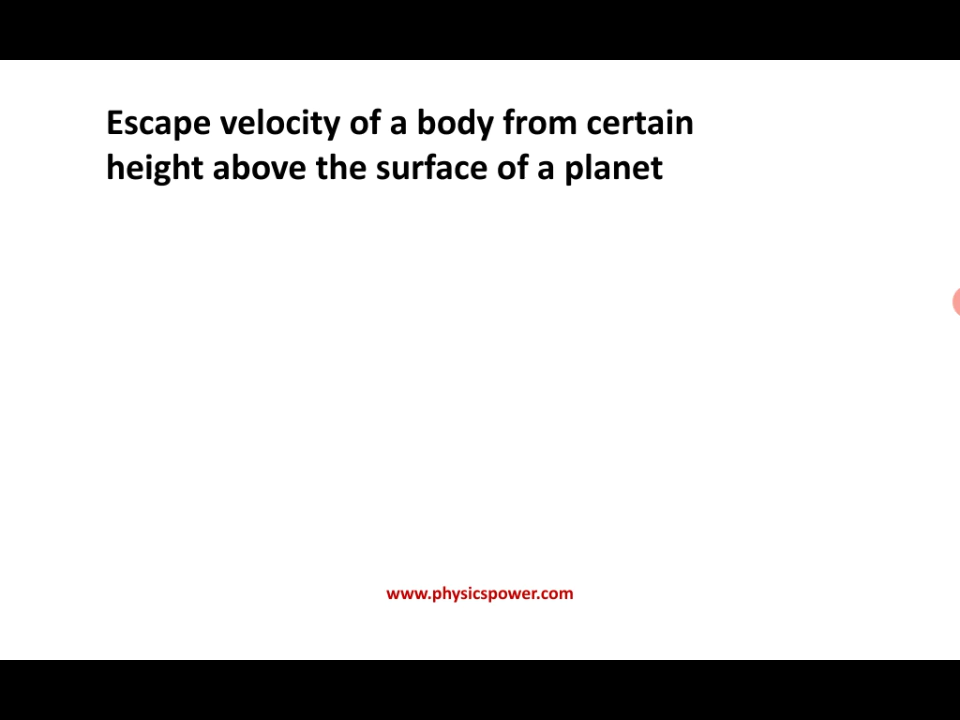 Escape velocity of a body from certain
height above the surface of a planet
www.physicspower.com